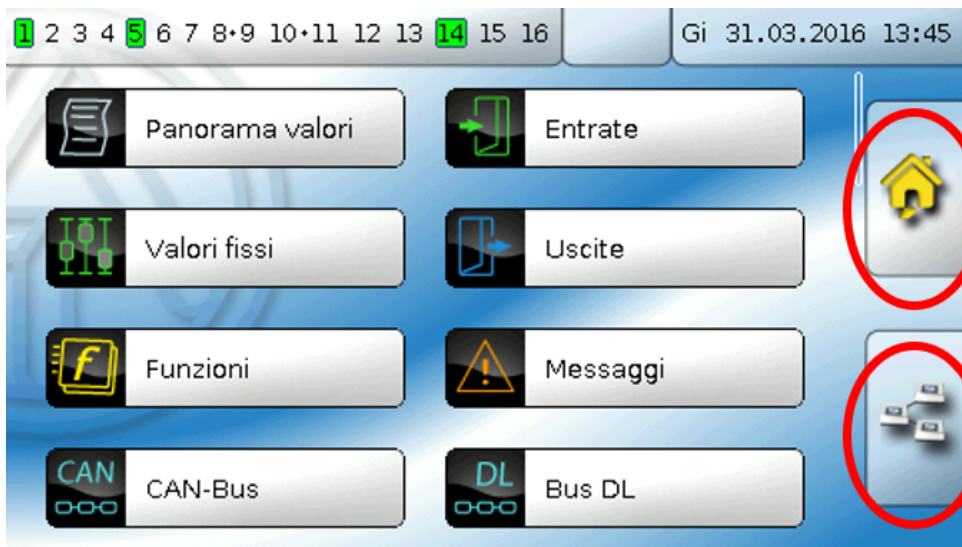 1 2 3 4 5 6 7 8·9 10·11 12 13 14 15 16 Gi 31.03.2016 13:45
Panorama valori Entrate
Valori fissi Uscite
f Funzioni Messaggi
CAN CAN-Bus DL Bus DL